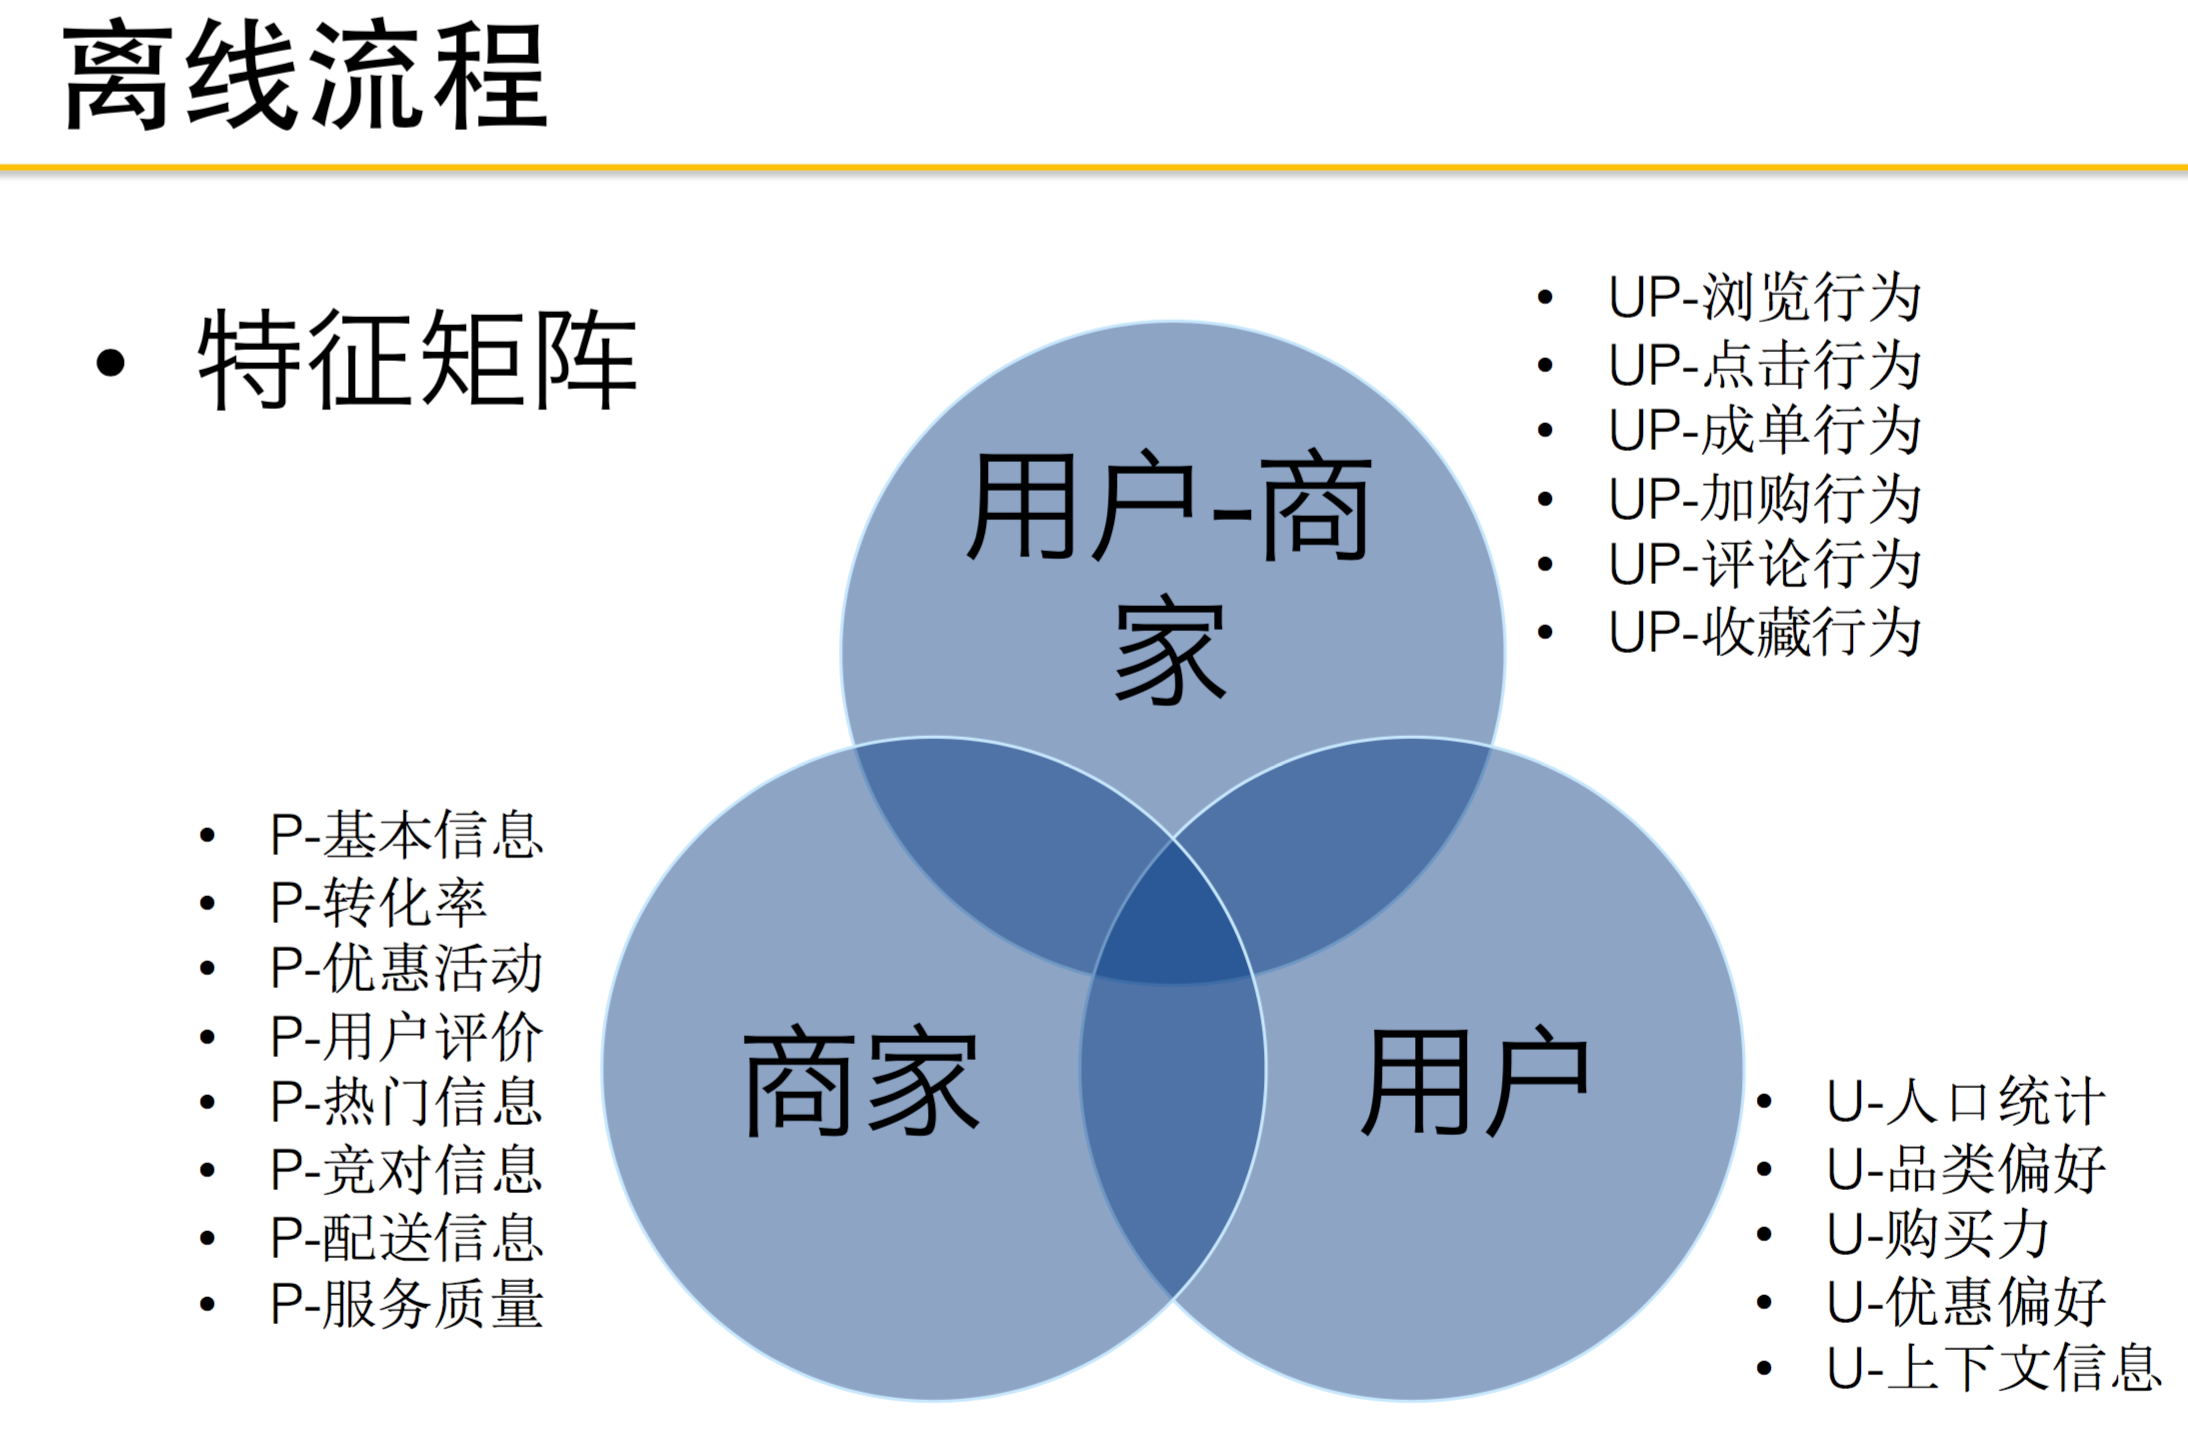 离线流程
• 特征矩阵
• UP-浏览行为
• UP-点击行为
• UP-成单行为
• UP-加购行为
• UP-评论行为
• UP-收藏行为
用户-商
家
• P-基本信息
• P-转化率
• P-优惠活动
• P-用户评价
• P-热门信息
• P-竞对信息
• P-配送信息
• P-服务质量
商家
用户
• U-人口统计
• U-品类偏好
• U-购买力
• U-优惠偏好
• U-上下文信息